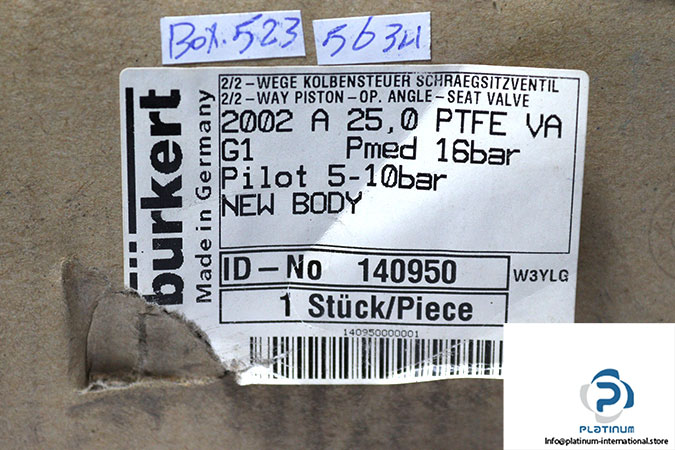 Box.523
5634
bürkert
Made in Germany
2/2-WEGE KOLBENSTEUER SCHRAEGSITZVENTIL
2/2-WAY PISTON-OP. ANGLE-SEAT VALVE
2002 A 25,0 PTFE VA
G1 Pmed 16bar
Pilot 5-10bar
NEW BODY
ID-No 140950
W3YLG
1 Stück/Piece
140950000001
PLATINUM
Info@platinum-international.store